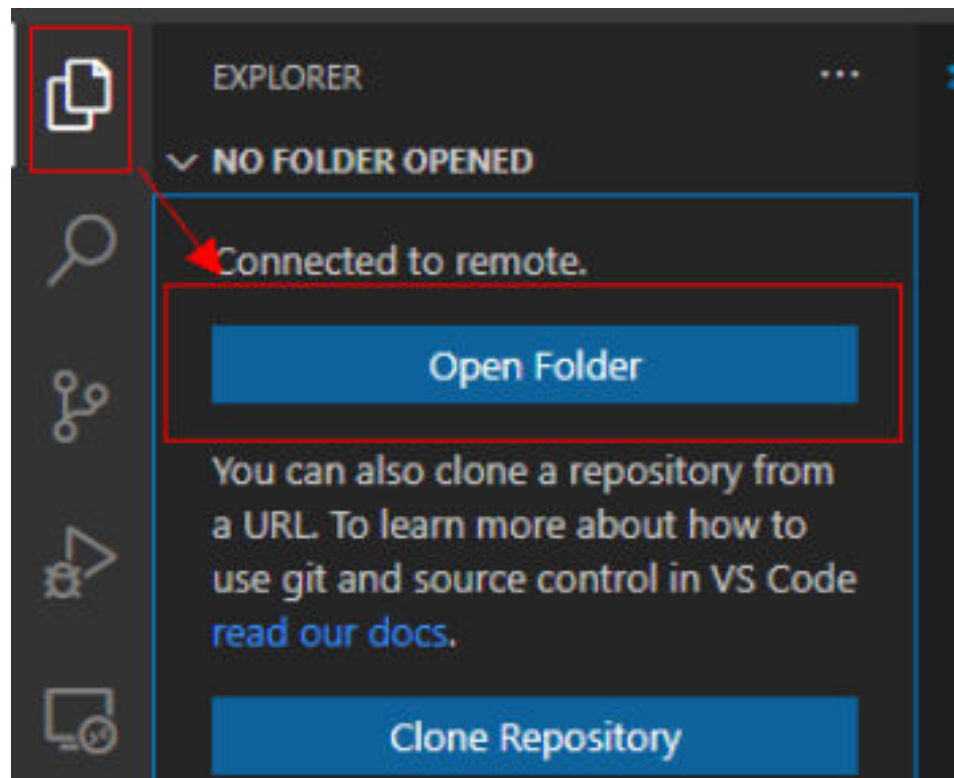 EXPLORER
NO FOLDER OPENED
Connected to remote.
Open Folder
You can also clone a repository from
a URL. To learn more about how to
use git and source control in VS Code
read our docs.
Clone Repository